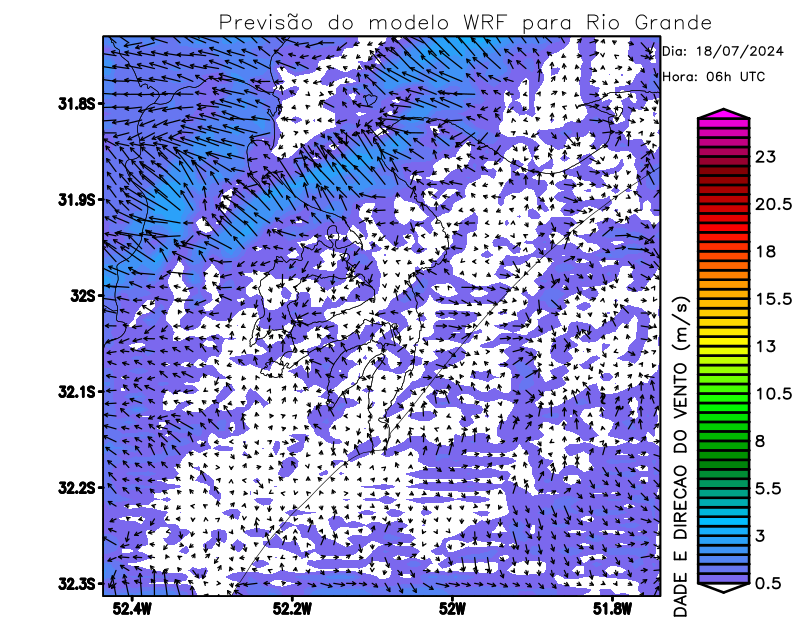 Previsão do modelo WRF para Rio Grande
Dia: 18/07/2024
Hora: 06h UTC
31.8S
31.9S
32S
32.1S
32.2S
32.3S
52.4W
52.2W
52W
51.8W
DADE E DIRECAO DO VENTO (m/s)
23
20.5
18
15.5
13
10.5
8
5.5
3
0.5